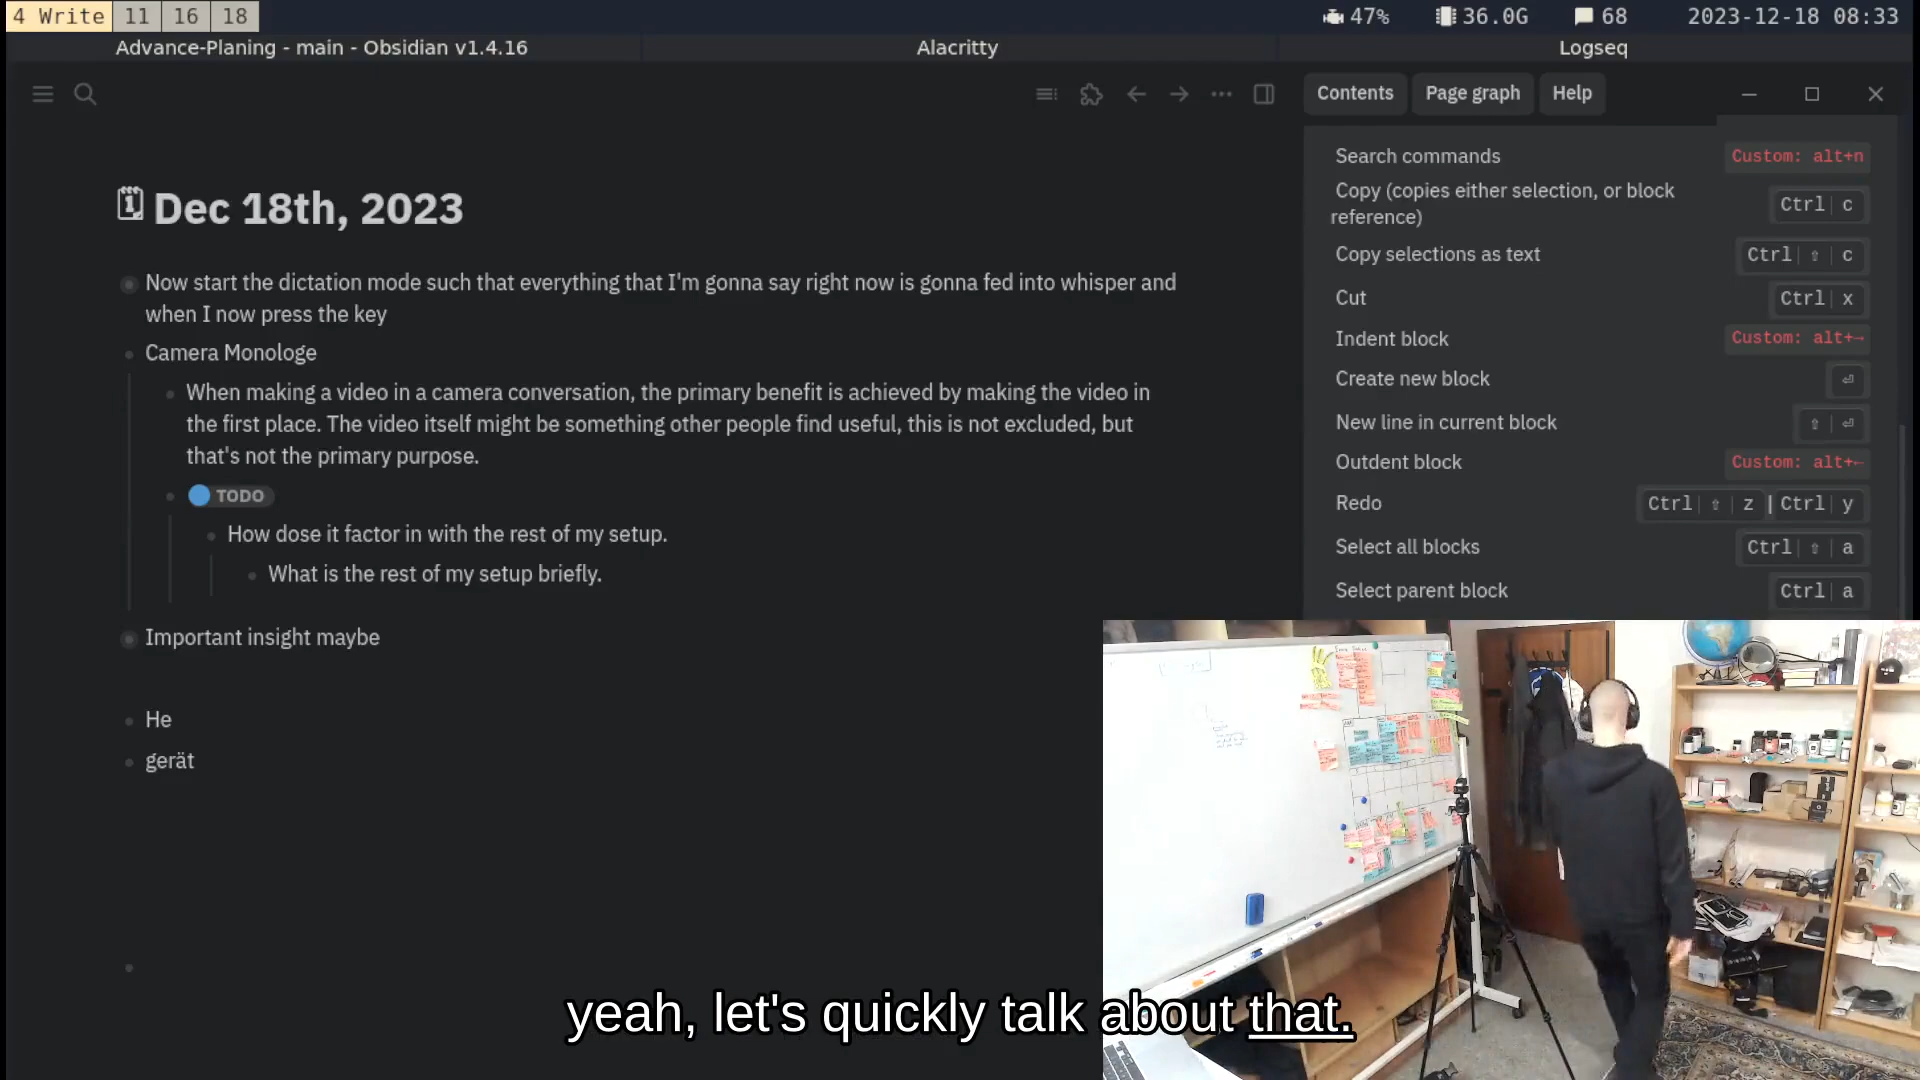 4 Write 11 16 18
47% 36.0G 68 2023-12-18 08:33
Advance-Planing - main - Obsidian v1.4.16
Alacritty
Logseq
Contents Page graph Help
Dec 18th, 2023
Now start the dictation mode such that everything that I'm gonna say right now is gonna fed into whisper and
when I now press the key
Camera Monologe
When making a video in a camera conversation, the primary benefit is achieved by making the video in
the first place. The video itself might be something other people find useful, this is not excluded, but
that's not the primary purpose.
TODO
How dose it factor in with the rest of my setup.
What is the rest of my setup briefly.
Important insight maybe
He
gerät
Search commands Custom: alt+n
Copy (copies either selection, or block
reference) Ctrl c
Copy selections as text Ctrl ⇧ c
Cut Ctrl x
Indent block Custom: alt+→
Create new block ⏎
New line in current block ⇧ ⏎
Outdent block Custom: alt+←
Redo Ctrl ⇧ z | Ctrl y
Select all blocks Ctrl ⇧ a
Select parent block Ctrl a
yeah, let's quickly talk about that.